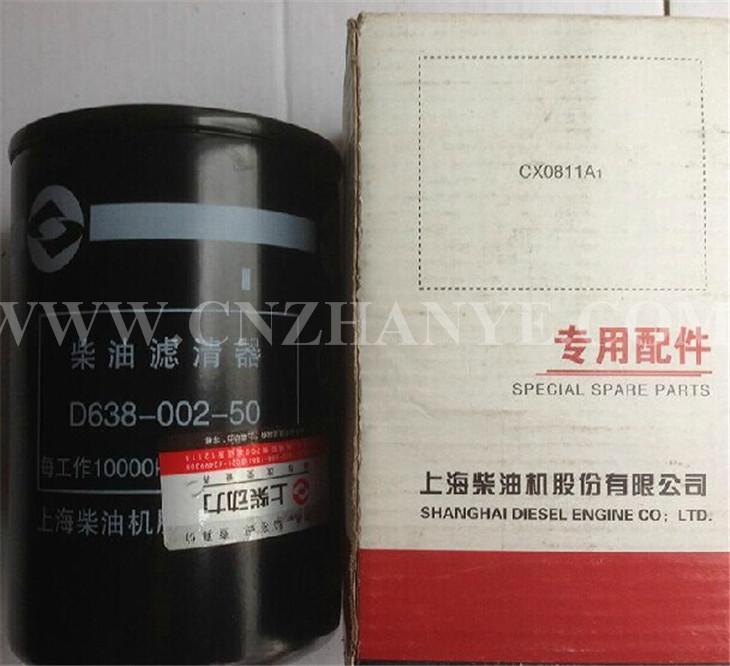 柴油滤清器
D638-002-50
每工作10000
上海柴油机
上柴动力
CX0811A1
专用配件
SPECIAL SPARE PARTS
上海柴油机股份有限公司
SHANGHAI DIESEL ENGINE CO; LTD.
WWW.CNZHANYE.COM